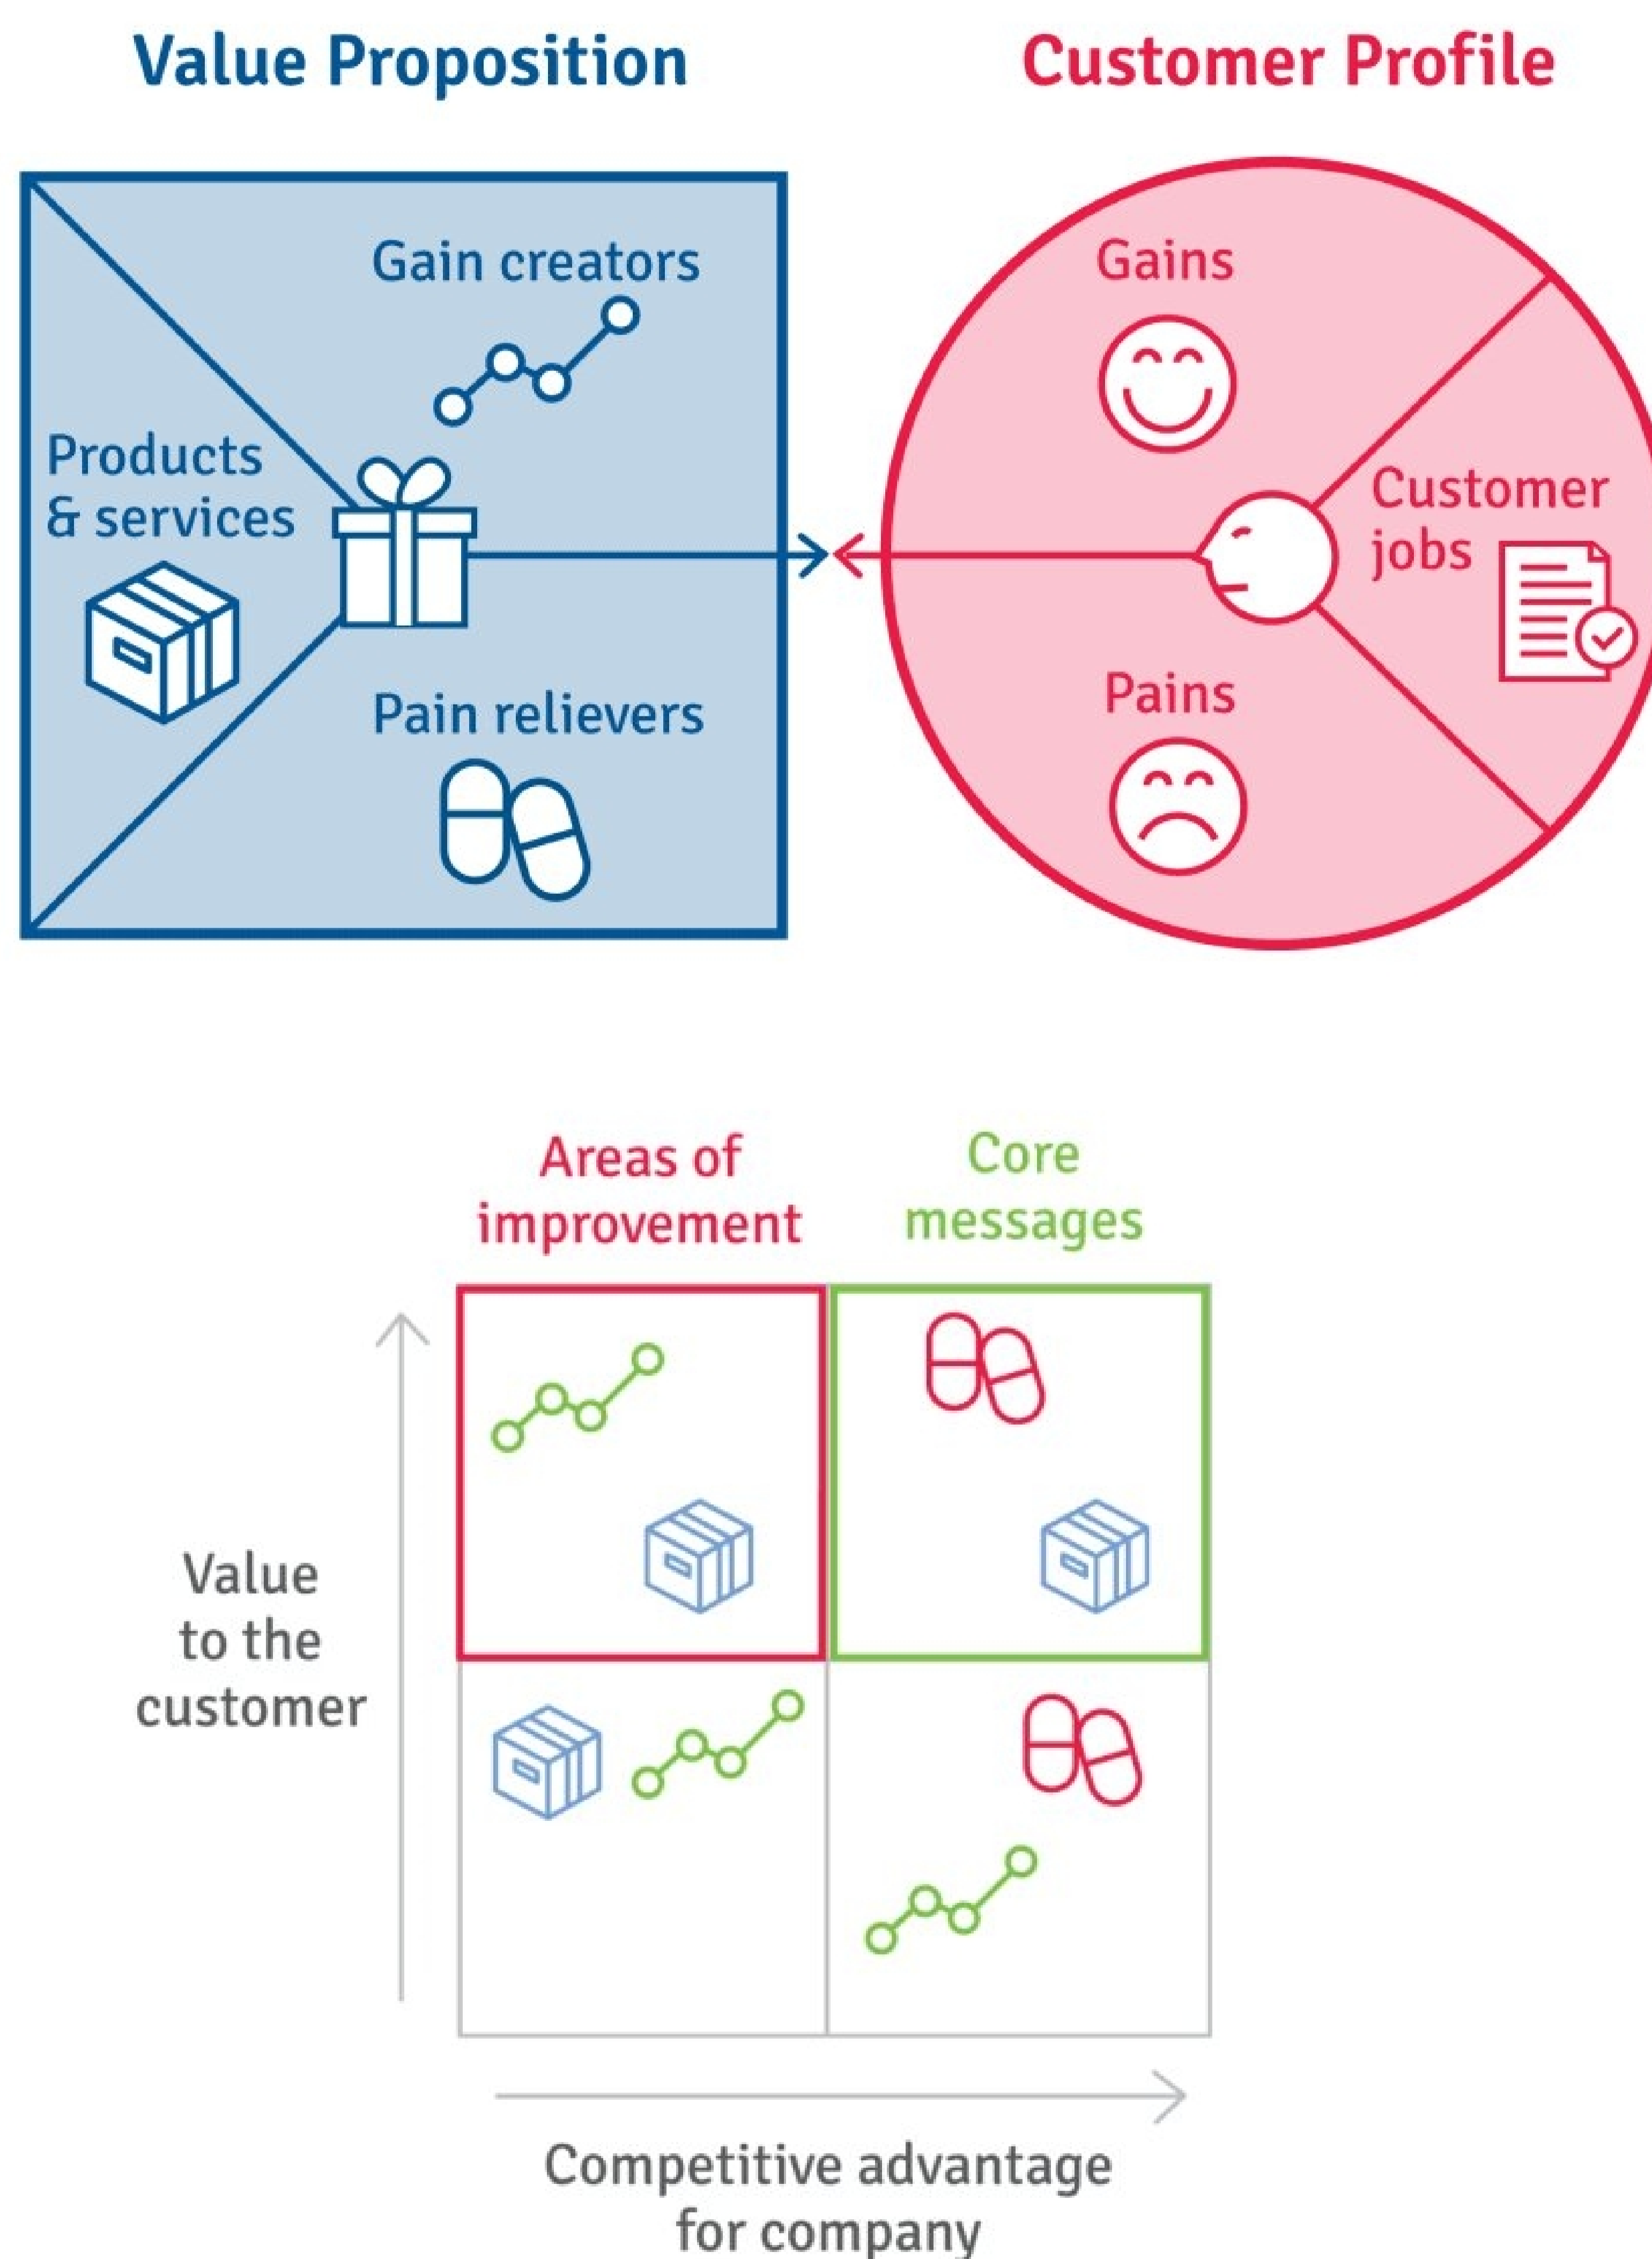 Value Proposition
Customer Profile
Gain creators
Products
& services
Pain relievers
Gains
Customer
jobs
Pains
Areas of
improvement
Core
messages
Value
to the
customer
Competitive advantage
for company